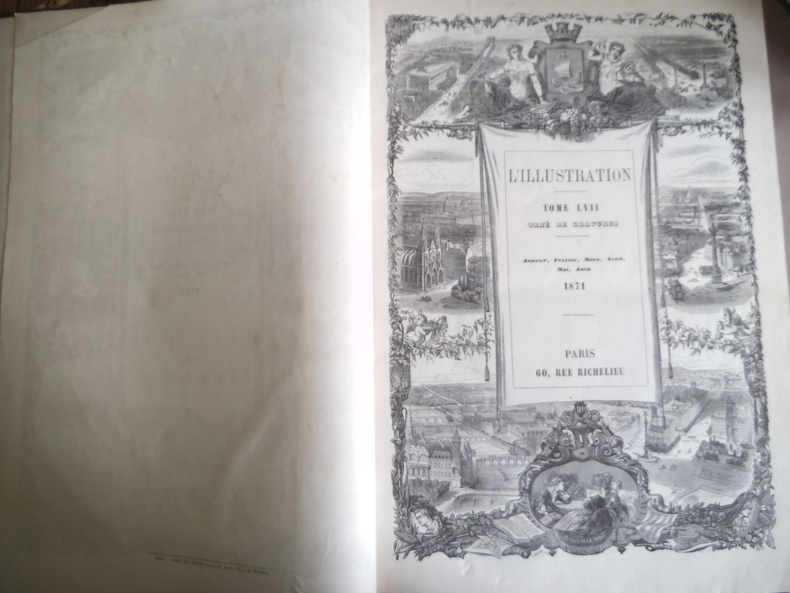 L'ILLUSTRATION
TOME LVII
ORNÉ DE GRAVURES
Janvier, Février, Mars, Avril,
Mai, Juin
1871
PARIS
60, RUE RICHELIEU